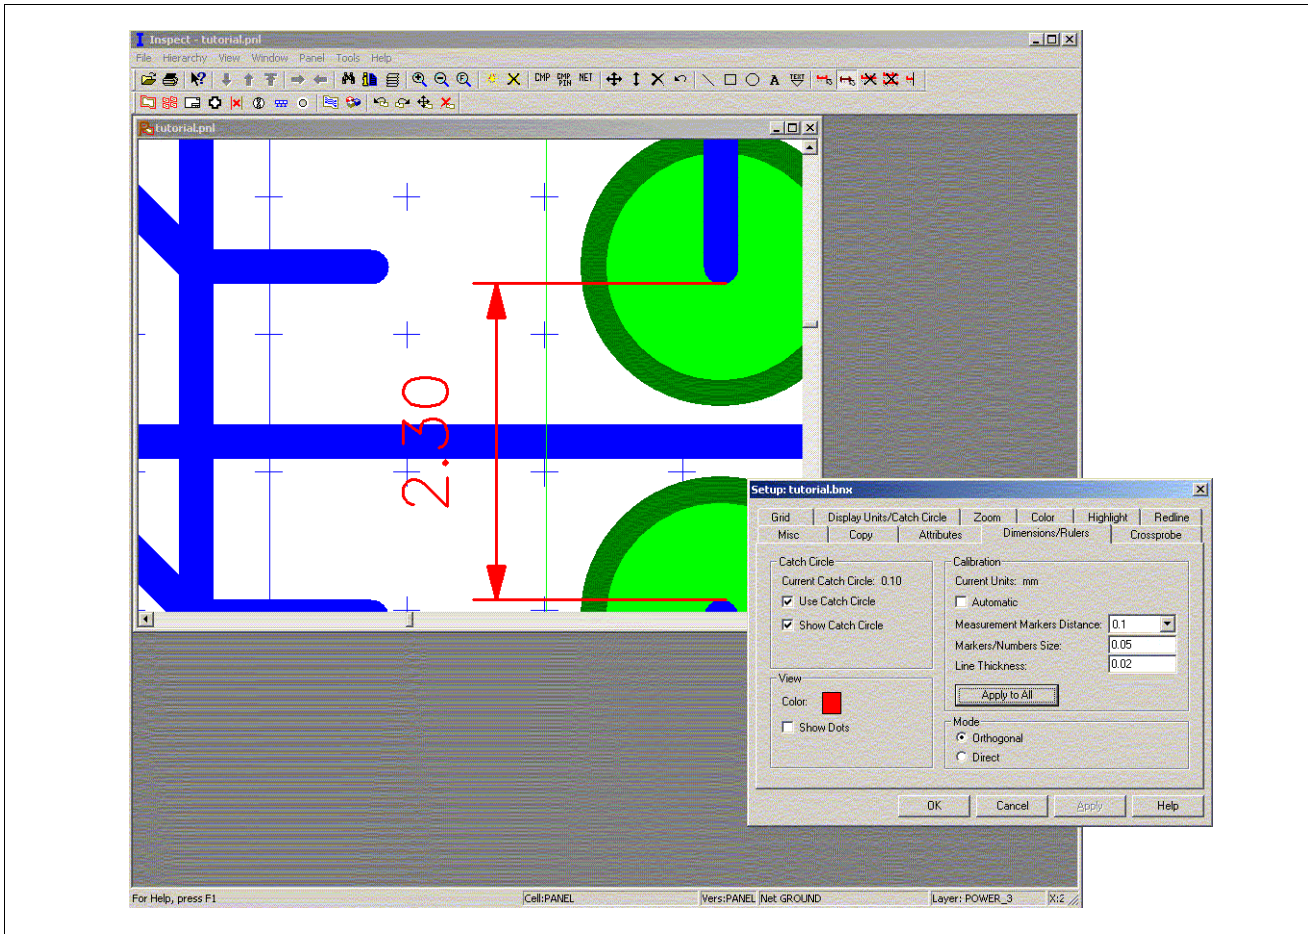 Inspect - tutorial.pnl
File Hierarchy View Window Panel Tools Help
CMP CMP PIN NET A TEXT
tutorial.pnl
2.30
Setup: tutorial.bnx
Grid Display Units/Catch Circle Zoom Color Highlight Redline
Misc Copy Attributes Dimensions/Rulers Crossprobe
Catch Circle
Current Catch Circle: 0.10
Use Catch Circle
Show Catch Circle
View
Color:
Show Dots
Calibration
Current Units: mm
Automatic
Measurement Markers Distance: 0.1
Markers/Numbers Size: 0.05
Line Thickness: 0.02
Apply to All
Mode
Orthogonal
Direct
OK Cancel Apply Help
For Help, press F1 Cell:PANEL Vers:PANEL Net GROUND Layer: POWER_3 X:2